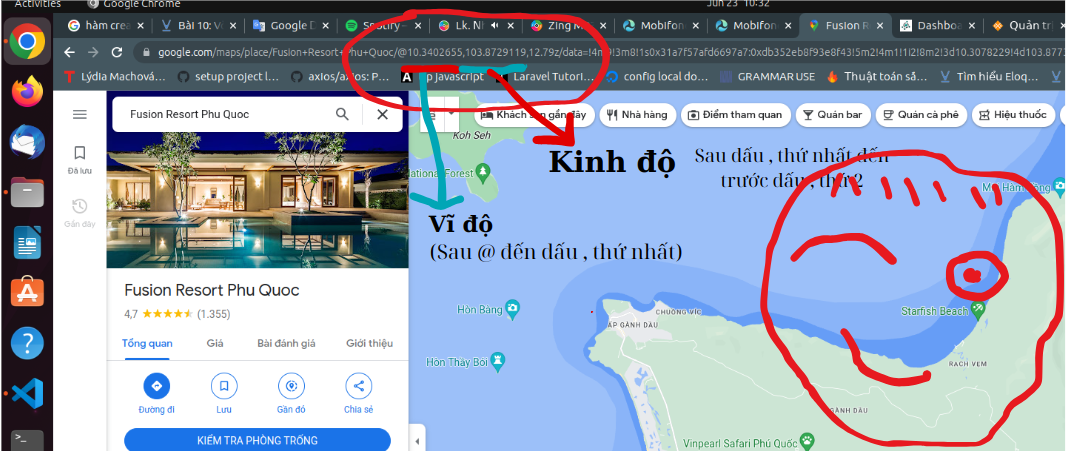 Activities
Google Chrome
Jun 23 10:32
hàm crea
Bài 10: V
Google D
Spotify –
Lk. N
Zing M
Mobifon
Mobifon
Fusion R
Dashboa
Quản trị
google.com/maps/place/Fusion+Resort+Phu+Quoc/@10.3402655,103.8729119,12.79z/data=!4m9!3m8!1s0x31a7f57afd6697a7:0xdb352eb8f93e8f43!5m2!4m1!1i2!8m2!3d10.3078229!4d103.877
Lýdia Machová...
setup project l...
axios/axios: P...
p Javascript
Laravel Tutori...
config local do...
GRAMMAR USE
Thuật toán sắ...
Tìm hiểu Eloq...
V
Fusion Resort Phu Quoc
Khách sạn gần đây
Nhà hàng
Điểm tham quan
Quán bar
Quán cà phê
Hiệu thuốc
Koh Seh
National Forest
Đã lưu
Gần đây
Kinh độ
Sau dấu , thứ nhất đến
trước dấu , thứ 2
Vĩ độ
(Sau @ đến dấu , thứ nhất)
Fusion Resort Phu Quoc
4,7
(1.355)
Tổng quan
Giá
Bài đánh giá
Giới thiệu
Đường đi
Lưu
Gần đó
Chia sẻ
KIỂM TRA PHÒNG TRỐNG
Hòn Bàng
Hòn Thầy Bói
CHUỒNG VÍC
ẤP GÀNH DẦU
Starfish Beach
RẠCH VẸM
GÀNH DẦU
Vinpearl Safari Phú Quốc